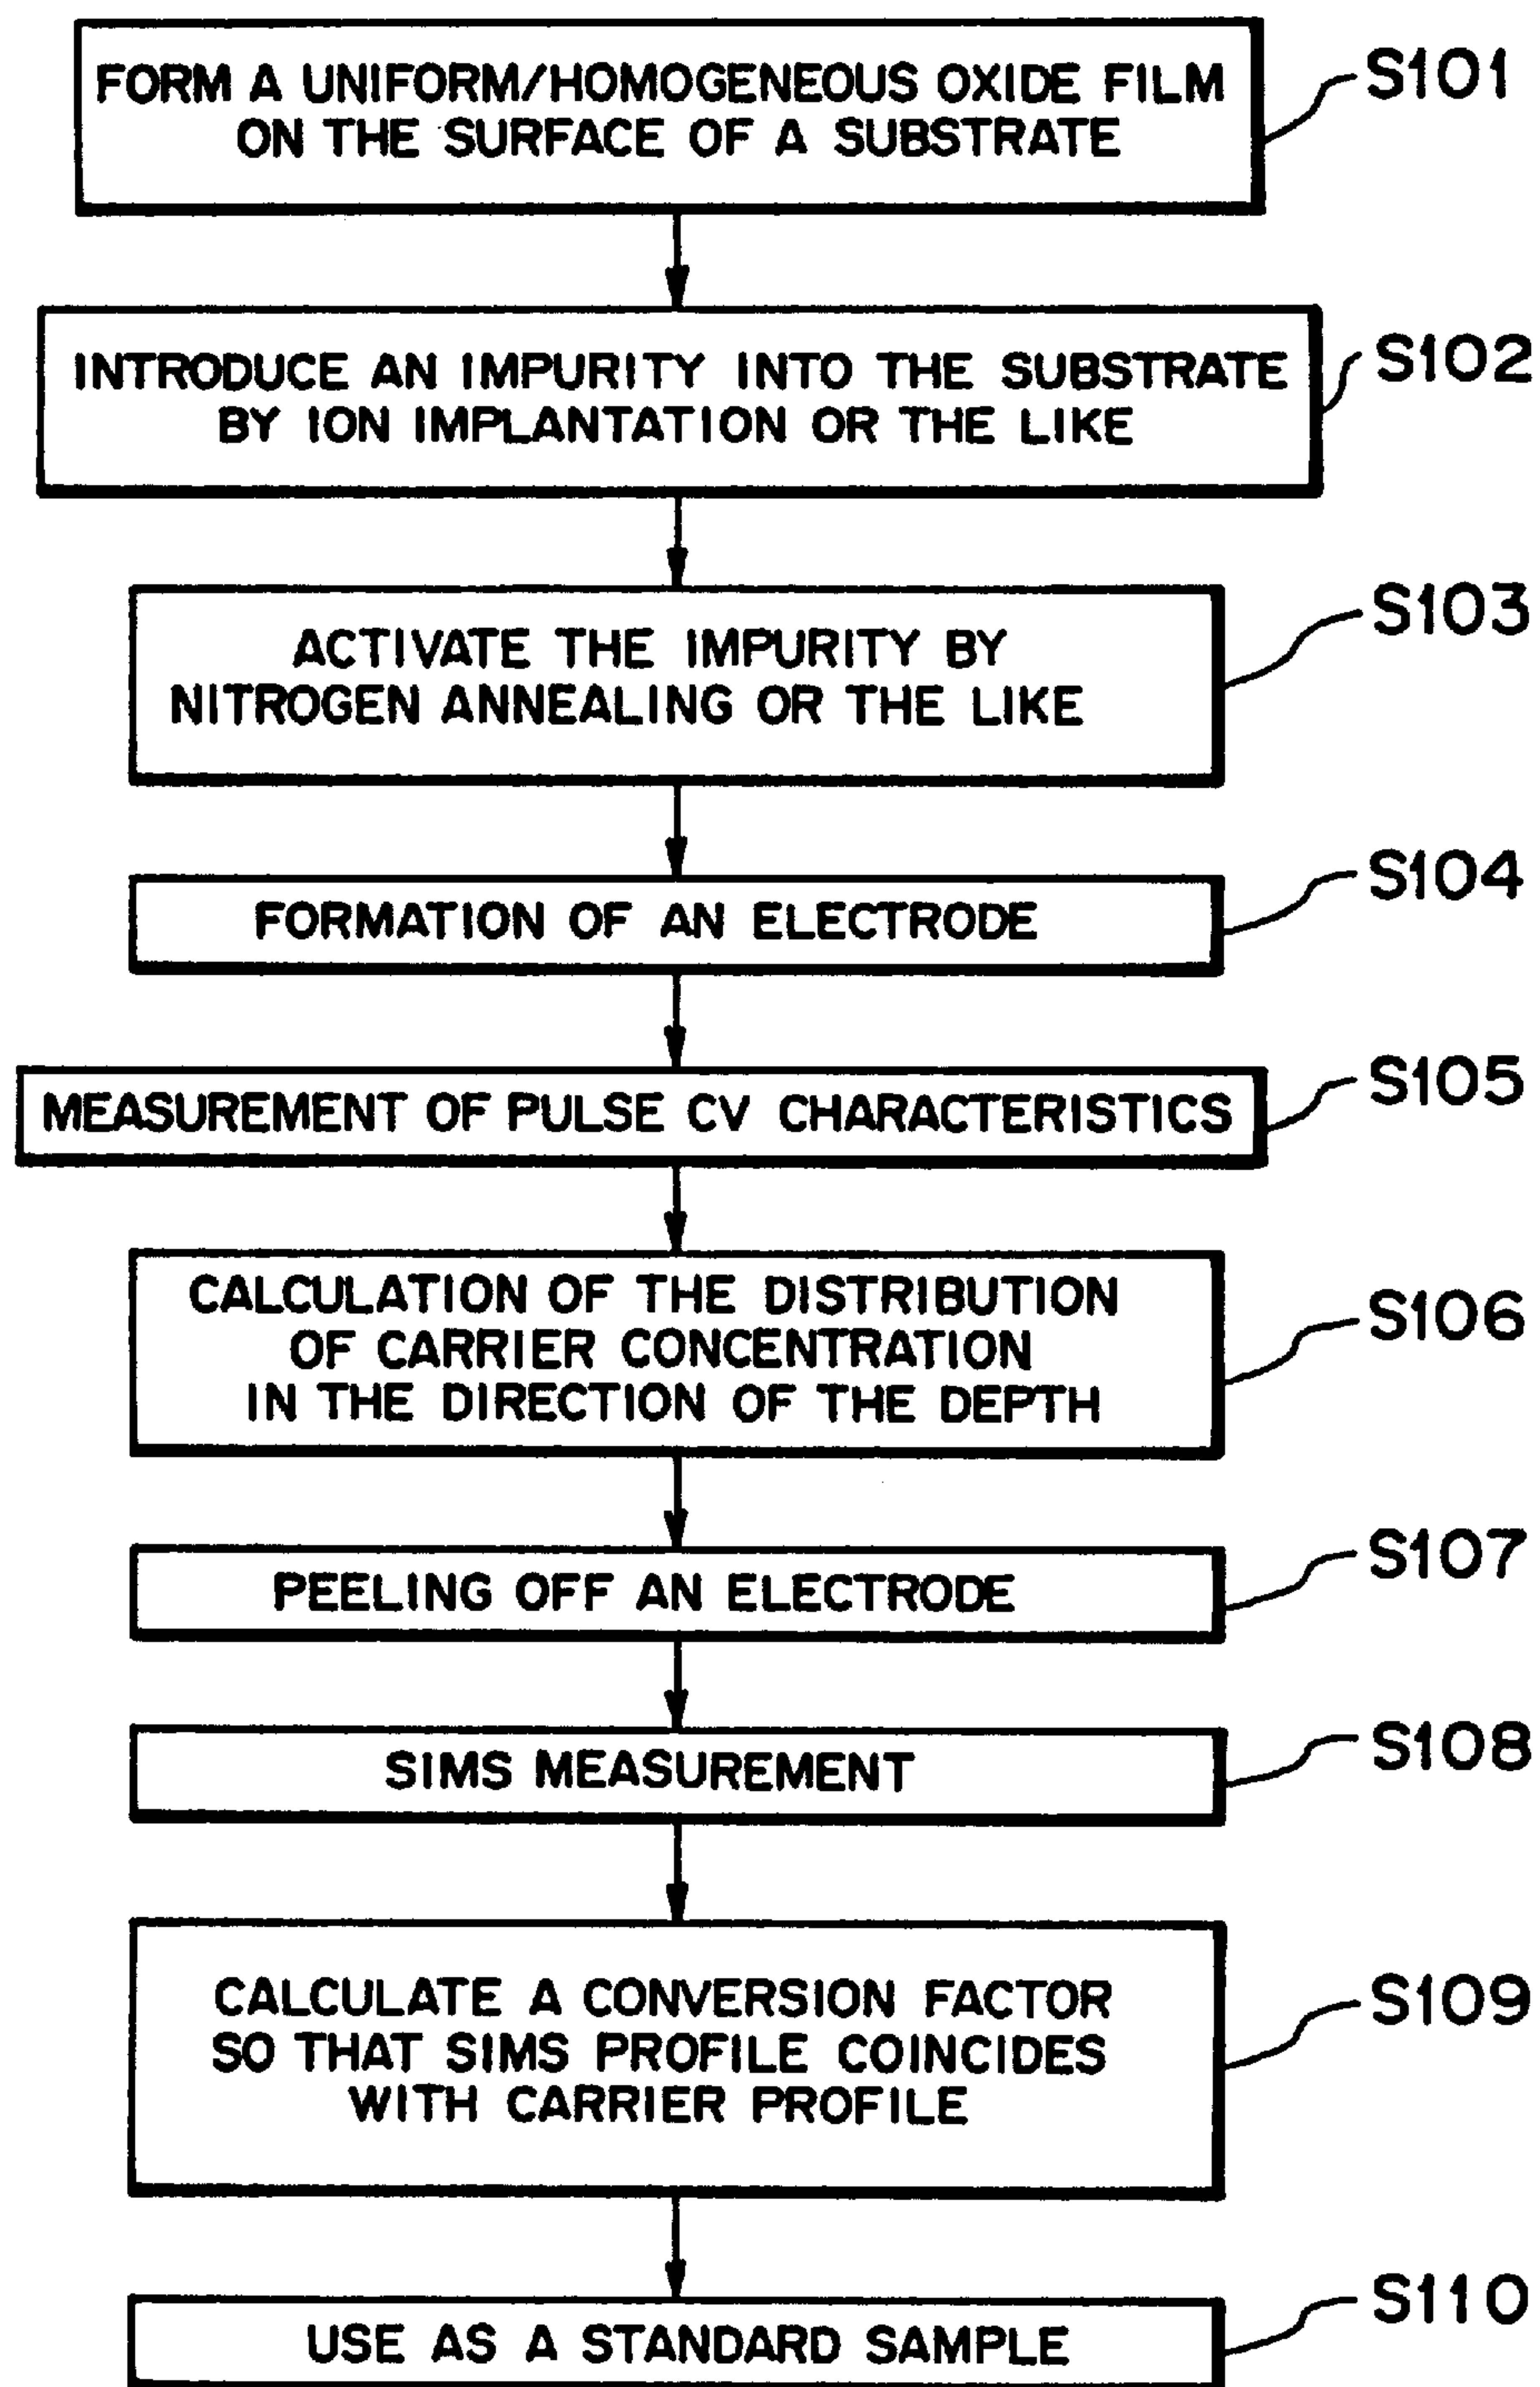 FORM A UNIFORM/HOMOGENEOUS OXIDE FILM
ON THE SURFACE OF A SUBSTRATE
S101
INTRODUCE AN IMPURITY INTO THE SUBSTRATE
BY ION IMPLANTATION OR THE LIKE
S102
ACTIVATE THE IMPURITY BY
NITROGEN ANNEALING OR THE LIKE
S103
FORMATION OF AN ELECTRODE
S104
MEASUREMENT OF PULSE CV CHARACTERISTICS
S105
CALCULATION OF THE DISTRIBUTION
OF CARRIER CONCENTRATION
IN THE DIRECTION OF THE DEPTH
S106
PEELING OFF AN ELECTRODE
S107
SIMS MEASUREMENT
S108
CALCULATE A CONVERSION FACTOR
SO THAT SIMS PROFILE COINCIDES
WITH CARRIER PROFILE
S109
USE AS A STANDARD SAMPLE
S110